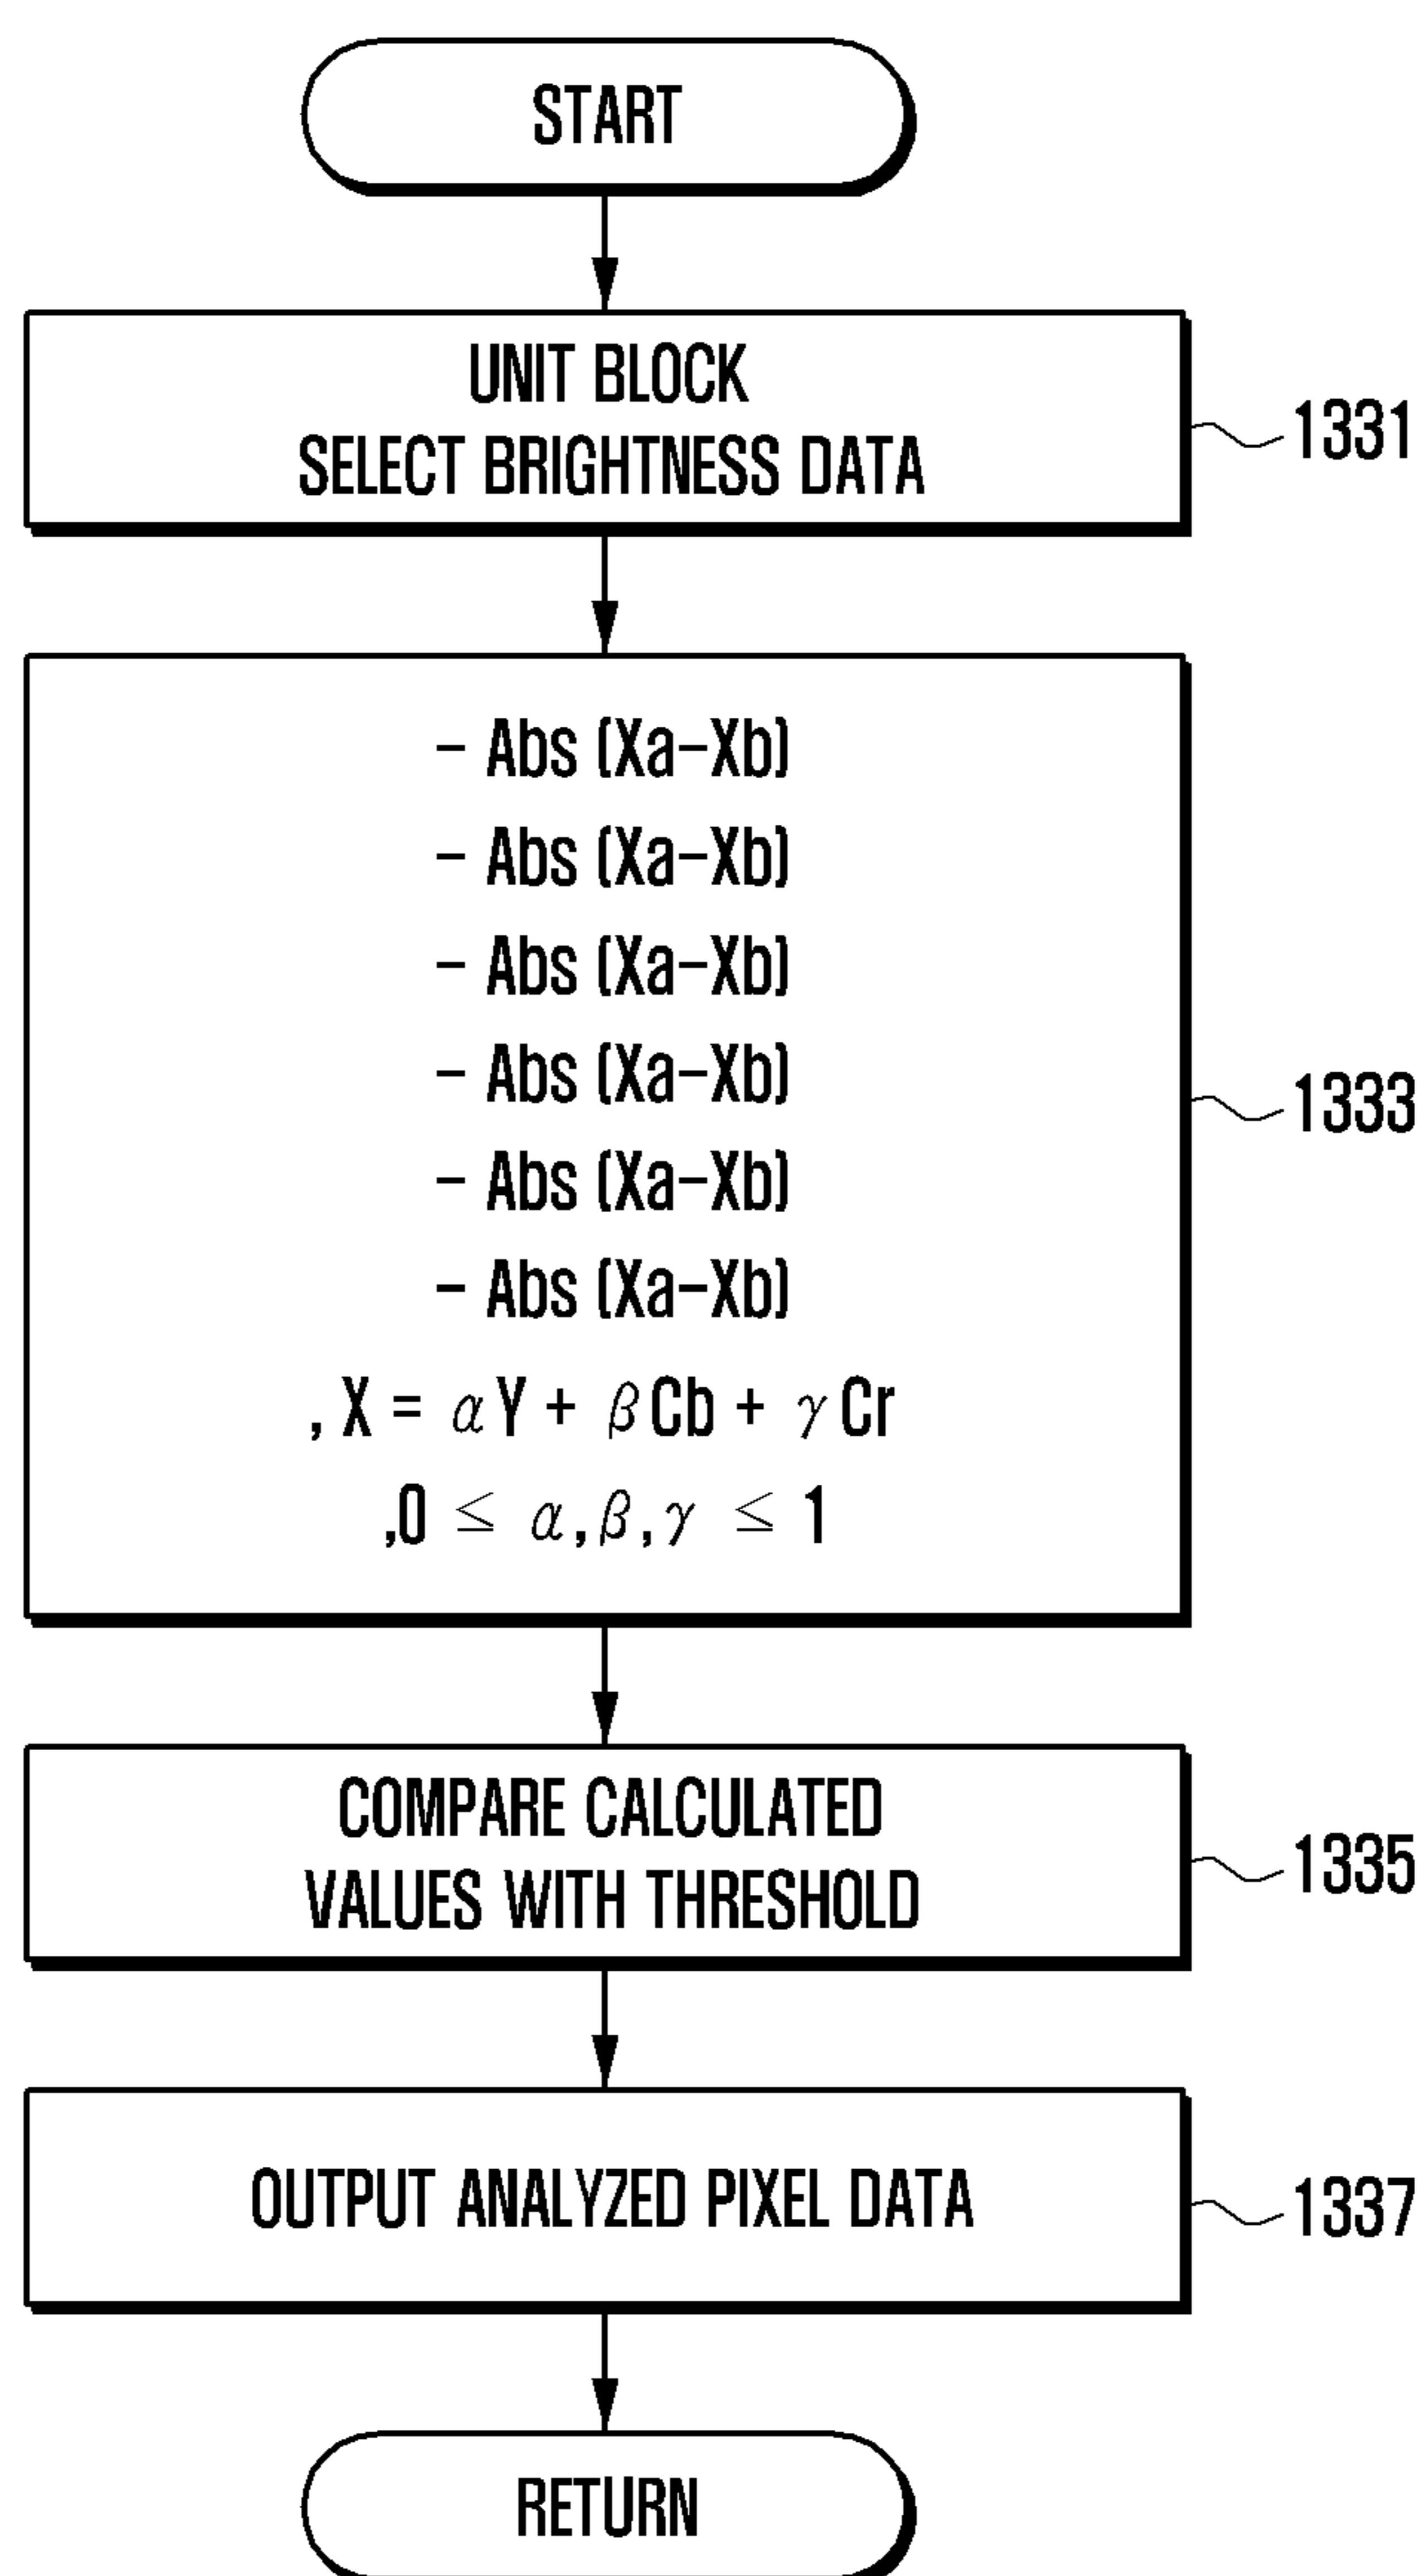 START
UNIT BLOCK
SELECT BRIGHTNESS DATA
1331
– Abs (Xa–Xb)
– Abs (Xa–Xb)
– Abs (Xa–Xb)
– Abs (Xa–Xb)
– Abs (Xa–Xb)
– Abs (Xa–Xb)
, X = αY + βCb + γCr
,0 ≤ α,β,γ ≤ 1
1333
COMPARE CALCULATED
VALUES WITH THRESHOLD
1335
OUTPUT ANALYZED PIXEL DATA
1337
RETURN